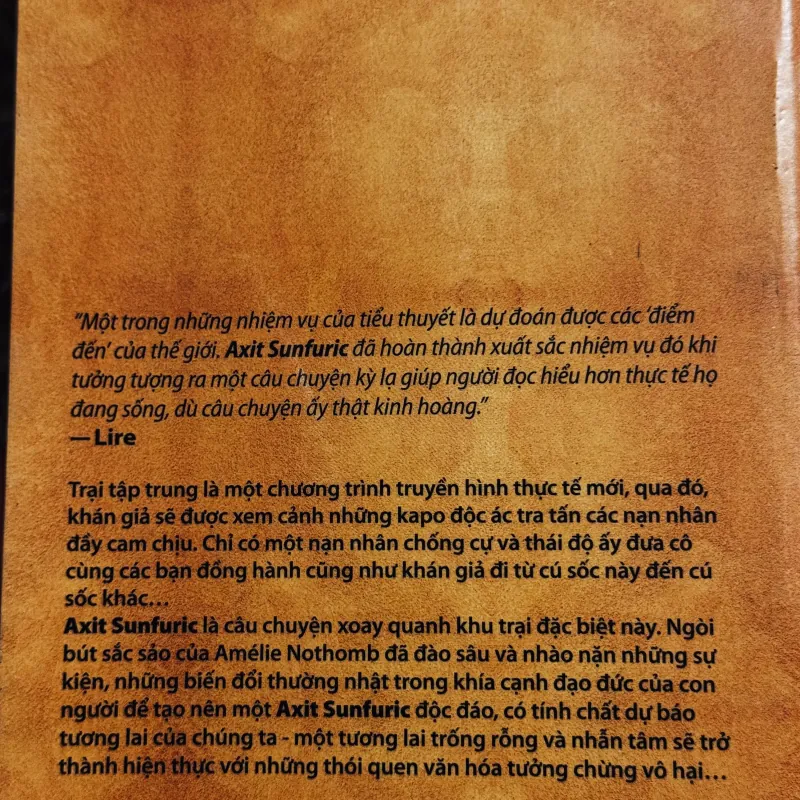 "Một trong những nhiệm vụ của tiểu thuyết là dự đoán được các 'điểm
đến' của thế giới. Axit Sunfuric đã hoàn thành xuất sắc nhiệm vụ đó khi
tưởng tượng ra một câu chuyện kỳ lạ giúp người đọc hiểu hơn thực tế họ
đang sống, dù câu chuyện ấy thật kinh hoàng."
— Lire
Trại tập trung là một chương trình truyền hình thực tế mới, qua đó,
khán giả sẽ được xem cảnh những kapo độc ác tra tấn các nạn nhân
đầy cam chịu. Chỉ có một nạn nhân chống cự và thái độ ấy đưa cô
cùng các bạn đồng hành cũng như khán giả đi từ cú sốc này đến cú
sốc khác...
Axit Sunfuric là câu chuyện xoay quanh khu trại đặc biệt này. Ngòi
bút sắc sảo của Amélie Nothomb đã đào sâu và nhào nặn những sự
kiện, những biến đổi thường nhật trong khía cạnh đạo đức của con
người để tạo nên một Axit Sunfuric độc đáo, có tính chất dự báo
tương lai của chúng ta - một tương lai trống rỗng và nhẫn tâm sẽ trở
thành hiện thực với những thói quen văn hóa tưởng chừng vô hại...